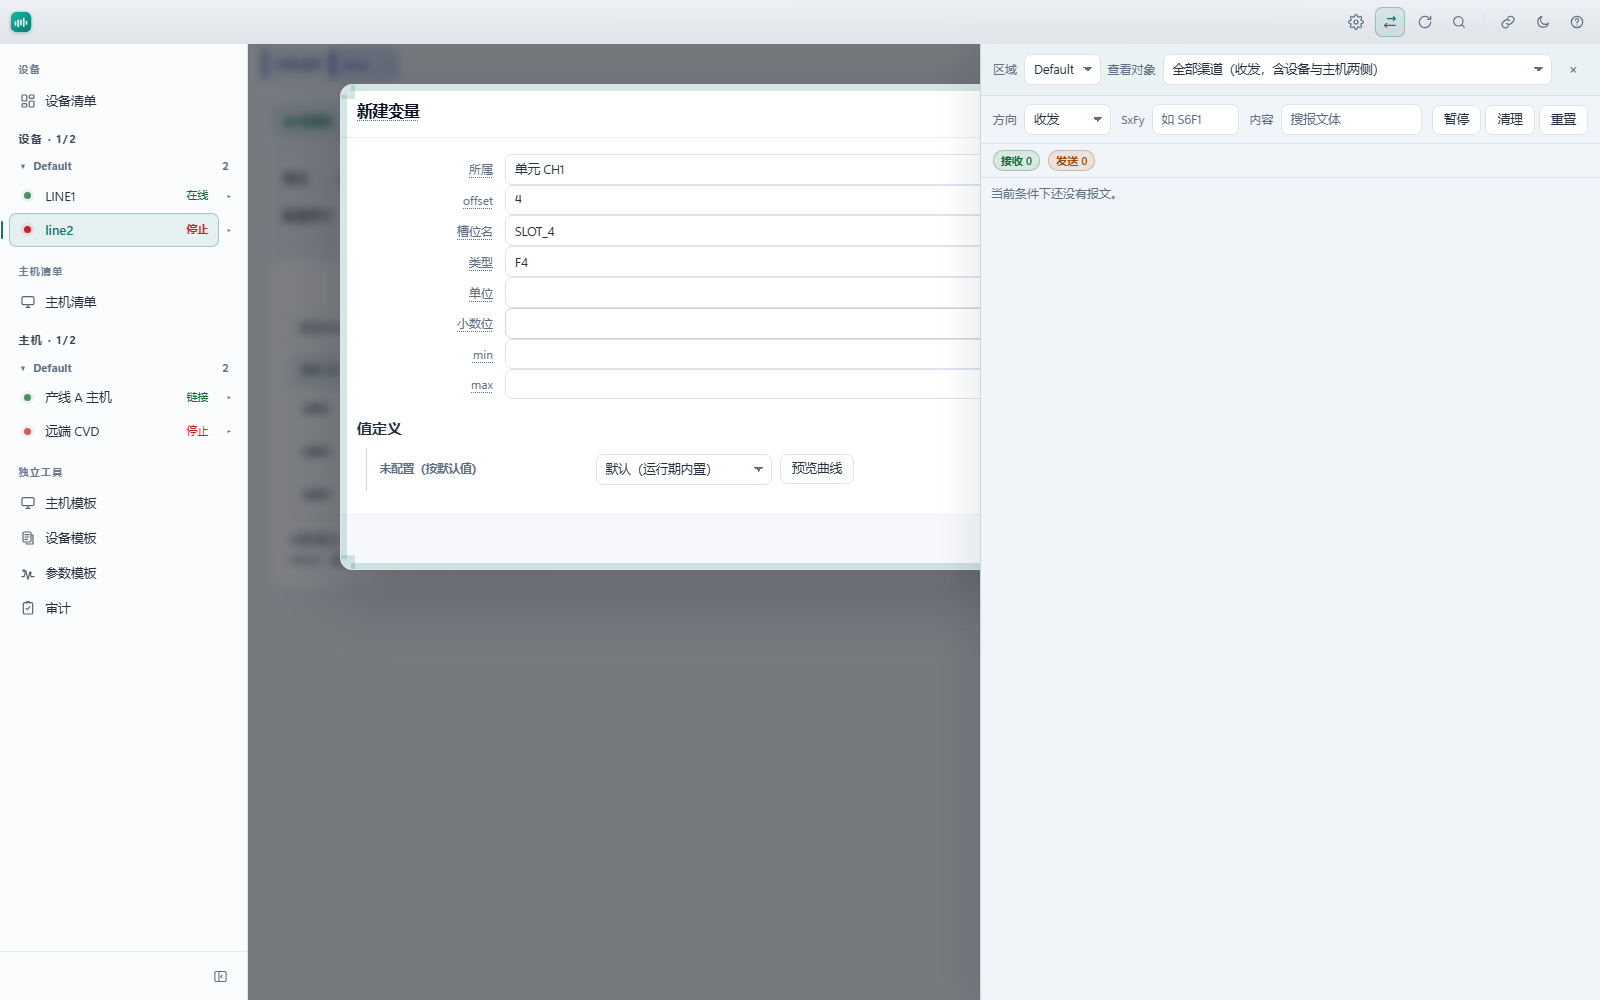 设备
设备清单
设备 · 1/2
Default 2
LINE1 在线
line2 停止
主机清单
主机清单
主机 · 1/2
Default 2
产线 A 主机 链接
远端 CVD 停止
独立工具
主机模板
设备模板
参数模板
审计
新建变量
所属 单元 CH1
offset 4
槽位名 SLOT_4
类型 F4
单位
小数位
min
max
值定义
未配置（按默认值） 默认（运行期内置） 预览曲线
区域 Default 查看对象 全部渠道（收发，含设备与主机两侧） ×
方向 收发 SxFy 如 S6F1 内容 搜报文体 暂停 清理 重置
接收 0 发送 0
当前条件下还没有报文。